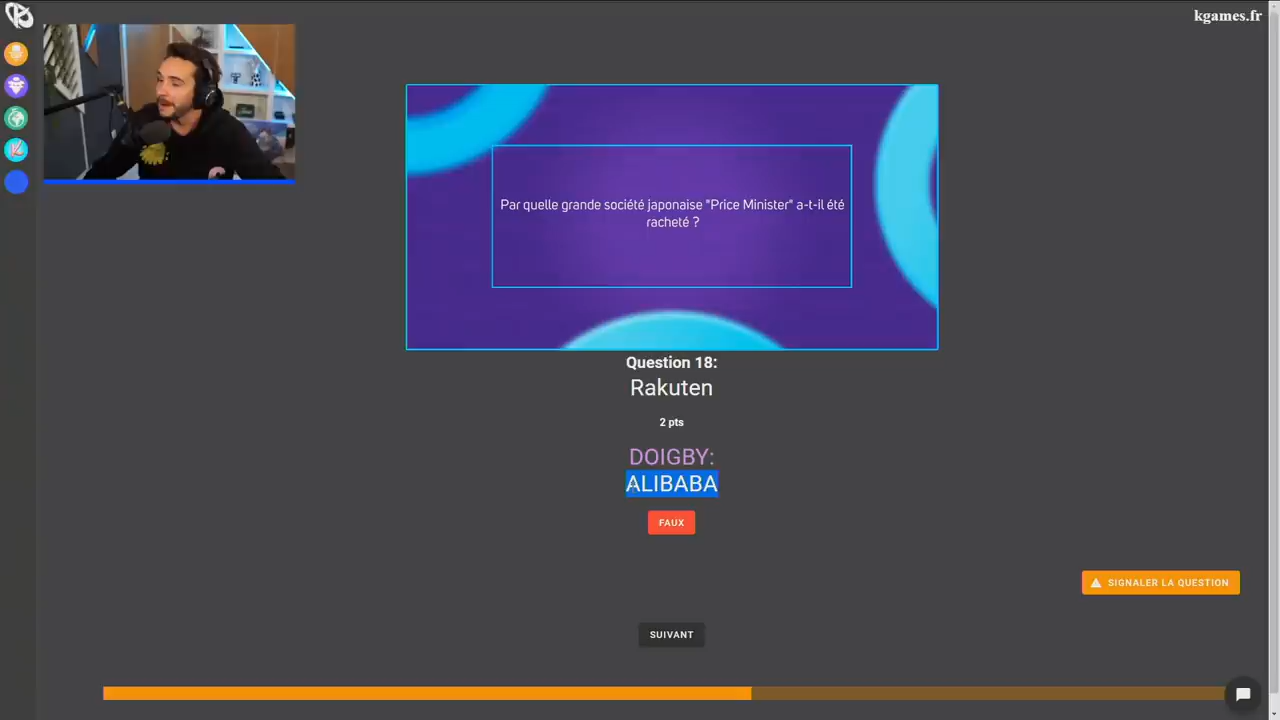 kgames.fr
Par quelle grande société japonaise "Price Minister" a-t-il été
racheté ?
Question 18:
Rakuten
2 pts
DOIGBY:
ALIBABA
FAUX
SIGNALER LA QUESTION
SUIVANT